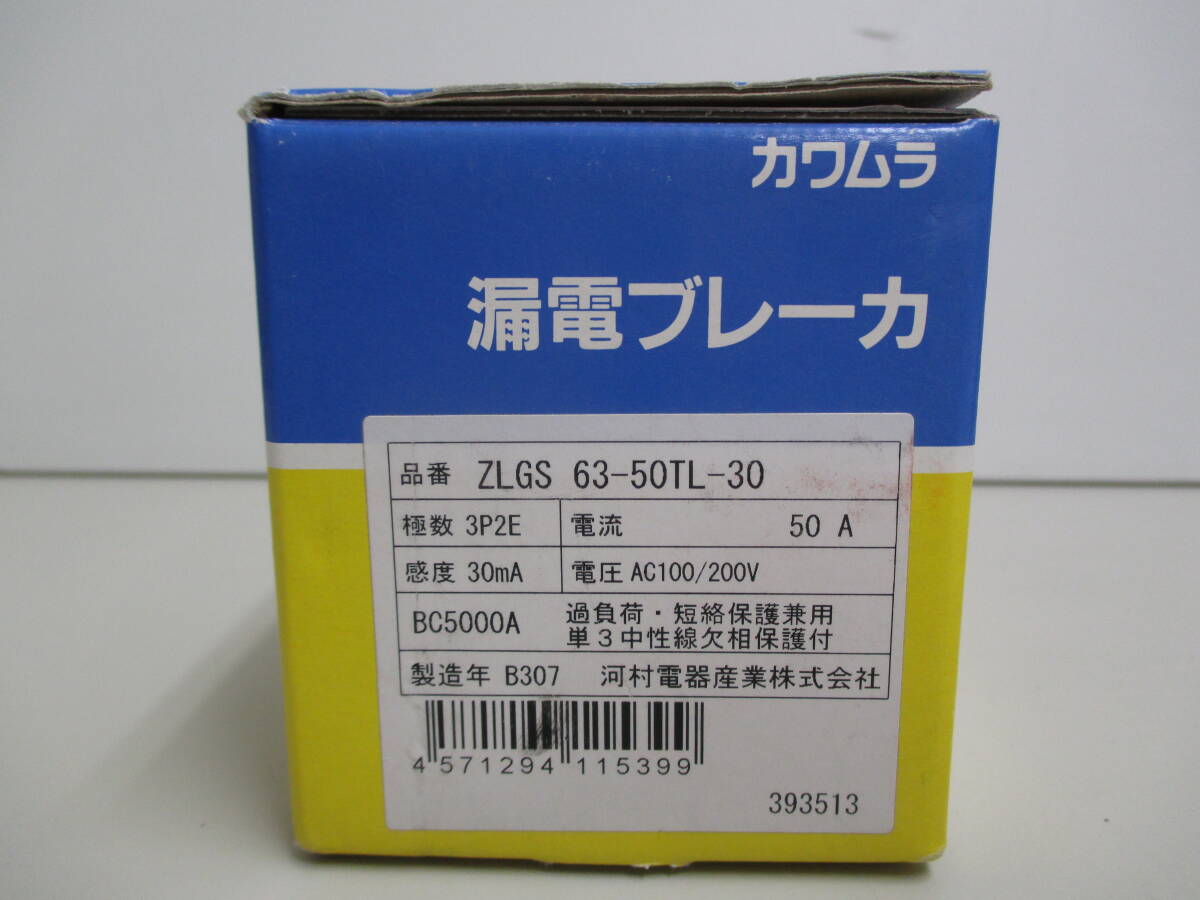 カワムラ
漏電ブレーカ
品番 ZLGS 63-50TL-30
極数 3P2E 電流 50 A
感度 30mA 電圧 AC100/200V
BC5000A 過負荷・短絡保護兼用
単3中性線欠相保護付
製造年 B307 河村電器産業株式会社
4 571294 115399
393513